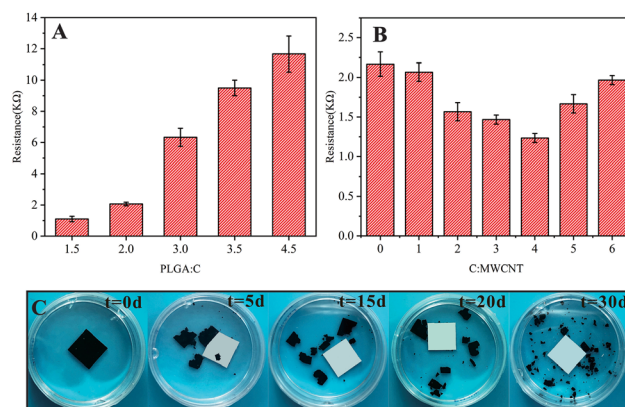 A
Resistance(KΩ)
14
12
10
8
6
4
2
0
1.5 2.0 3.0 3.5 4.5
PLGA:C
B
Resistance(KΩ)
2.5
2.0
1.5
1.0
0.5
0.0
0 1 2 3 4 5 6
C:MWCNT
C
t=0d t=5d t=15d t=20d t=30d